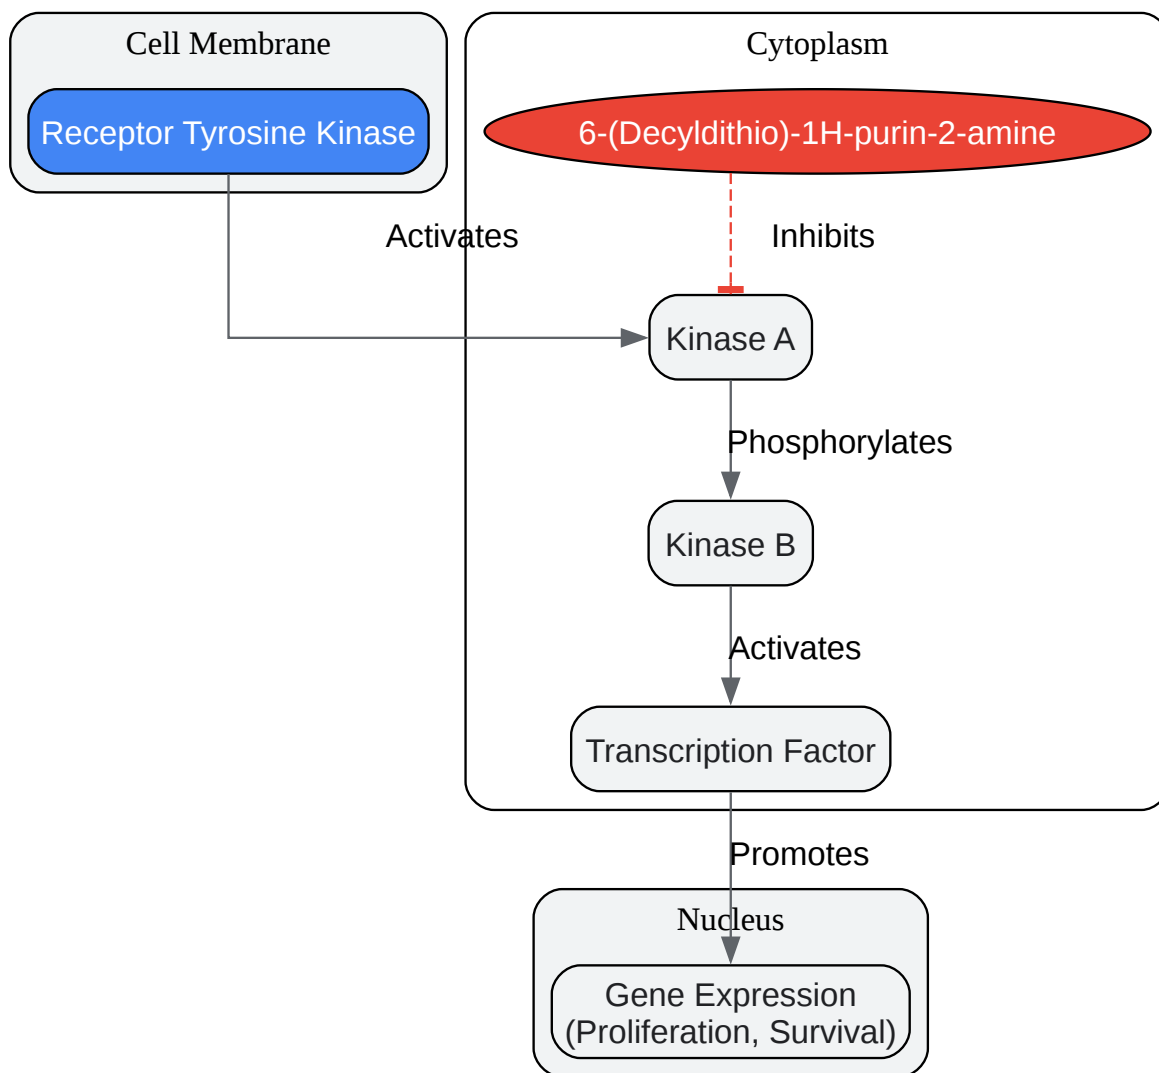 Cell Membrane
Receptor Tyrosine Kinase
Cytoplasm
6-(Decyldithio)-1H-purin-2-amine
Activates
Inhibits
Kinase A
Phosphorylates
Kinase B
Activates
Transcription Factor
Promotes
Nucleus
Gene Expression
(Proliferation, Survival)